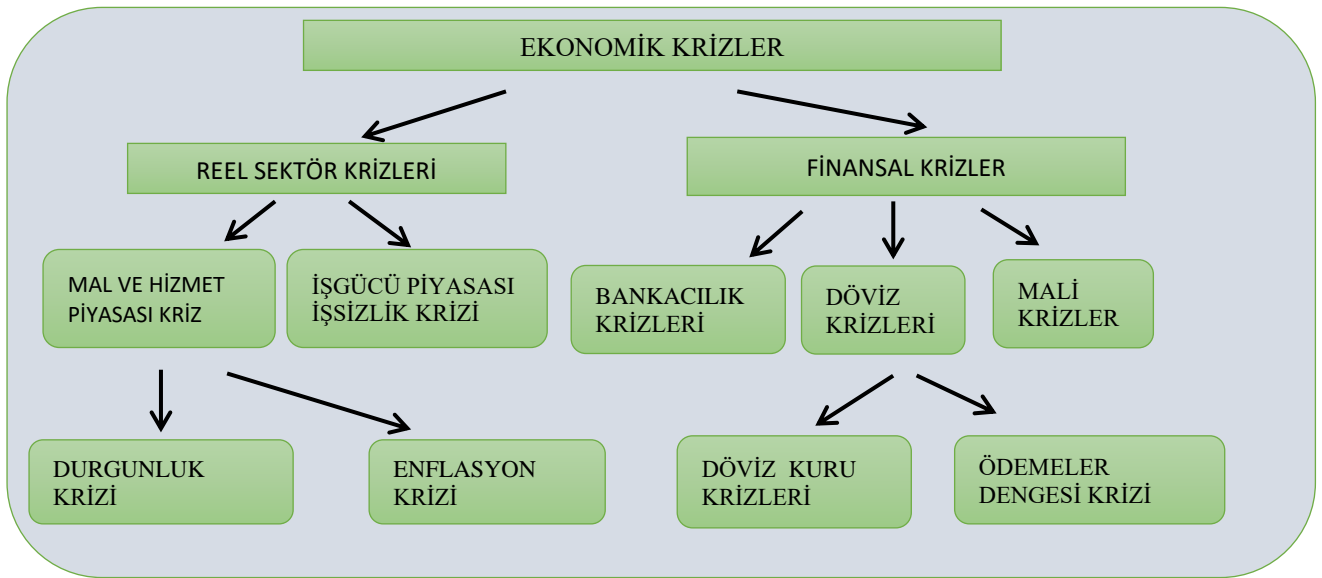 EKONOMİK KRİZLER
REEL SEKTÖR KRİZLERİ
FİNANSAL KRİZLER
MAL VE HİZMET
PİYASASI KRİZ
İŞGÜCÜ PİYASASI
İŞSİZLİK KRİZİ
BANKACILIK
KRİZLERİ
DÖVİZ
KRİZLERİ
MALİ
KRİZLER
DURGUNLUK
KRİZİ
ENFLASYON
KRİZİ
DÖVİZ KURU
KRİZLERİ
ÖDEMELER
DENGESİ KRİZİ